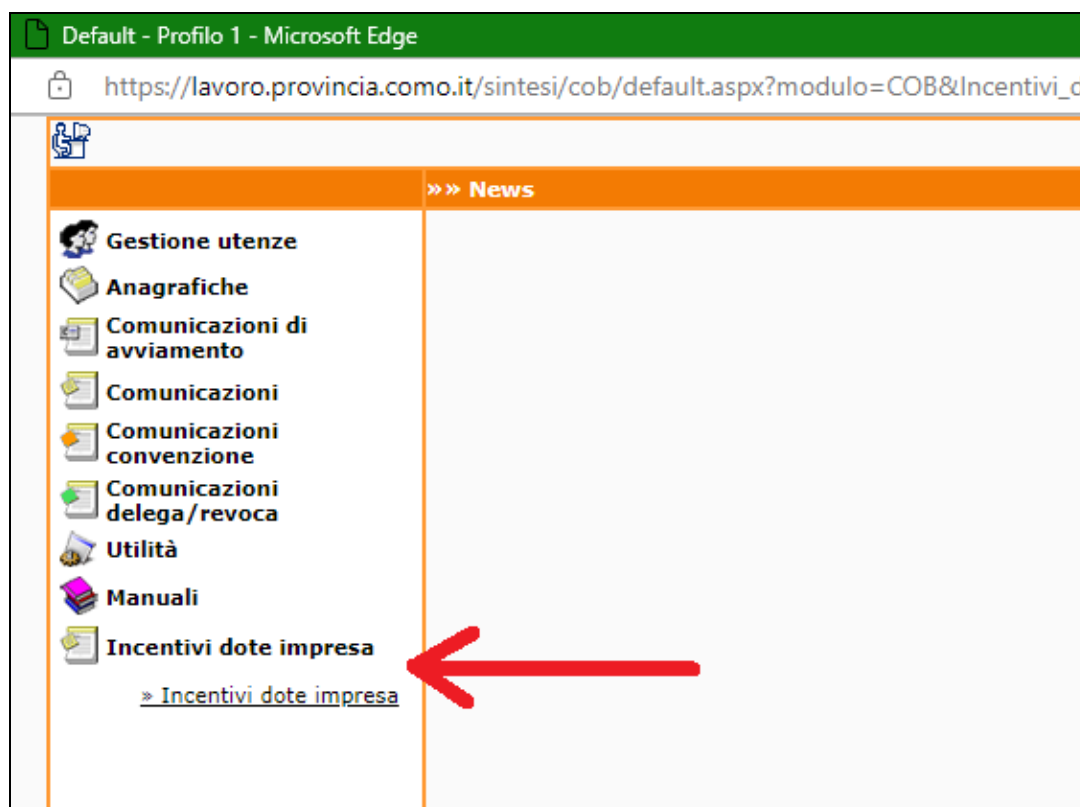 Default - Profilo 1 - Microsoft Edge
https://lavoro.provincia.como.it/sintesi/cob/default.aspx?modulo=COB&Incentivi_d
»» News
Gestione utenze
Anagrafiche
Comunicazioni di
avviamento
Comunicazioni
Comunicazioni
convenzione
Comunicazioni
delega/revoca
Utilità
Manuali
Incentivi dote impresa
» Incentivi dote impresa